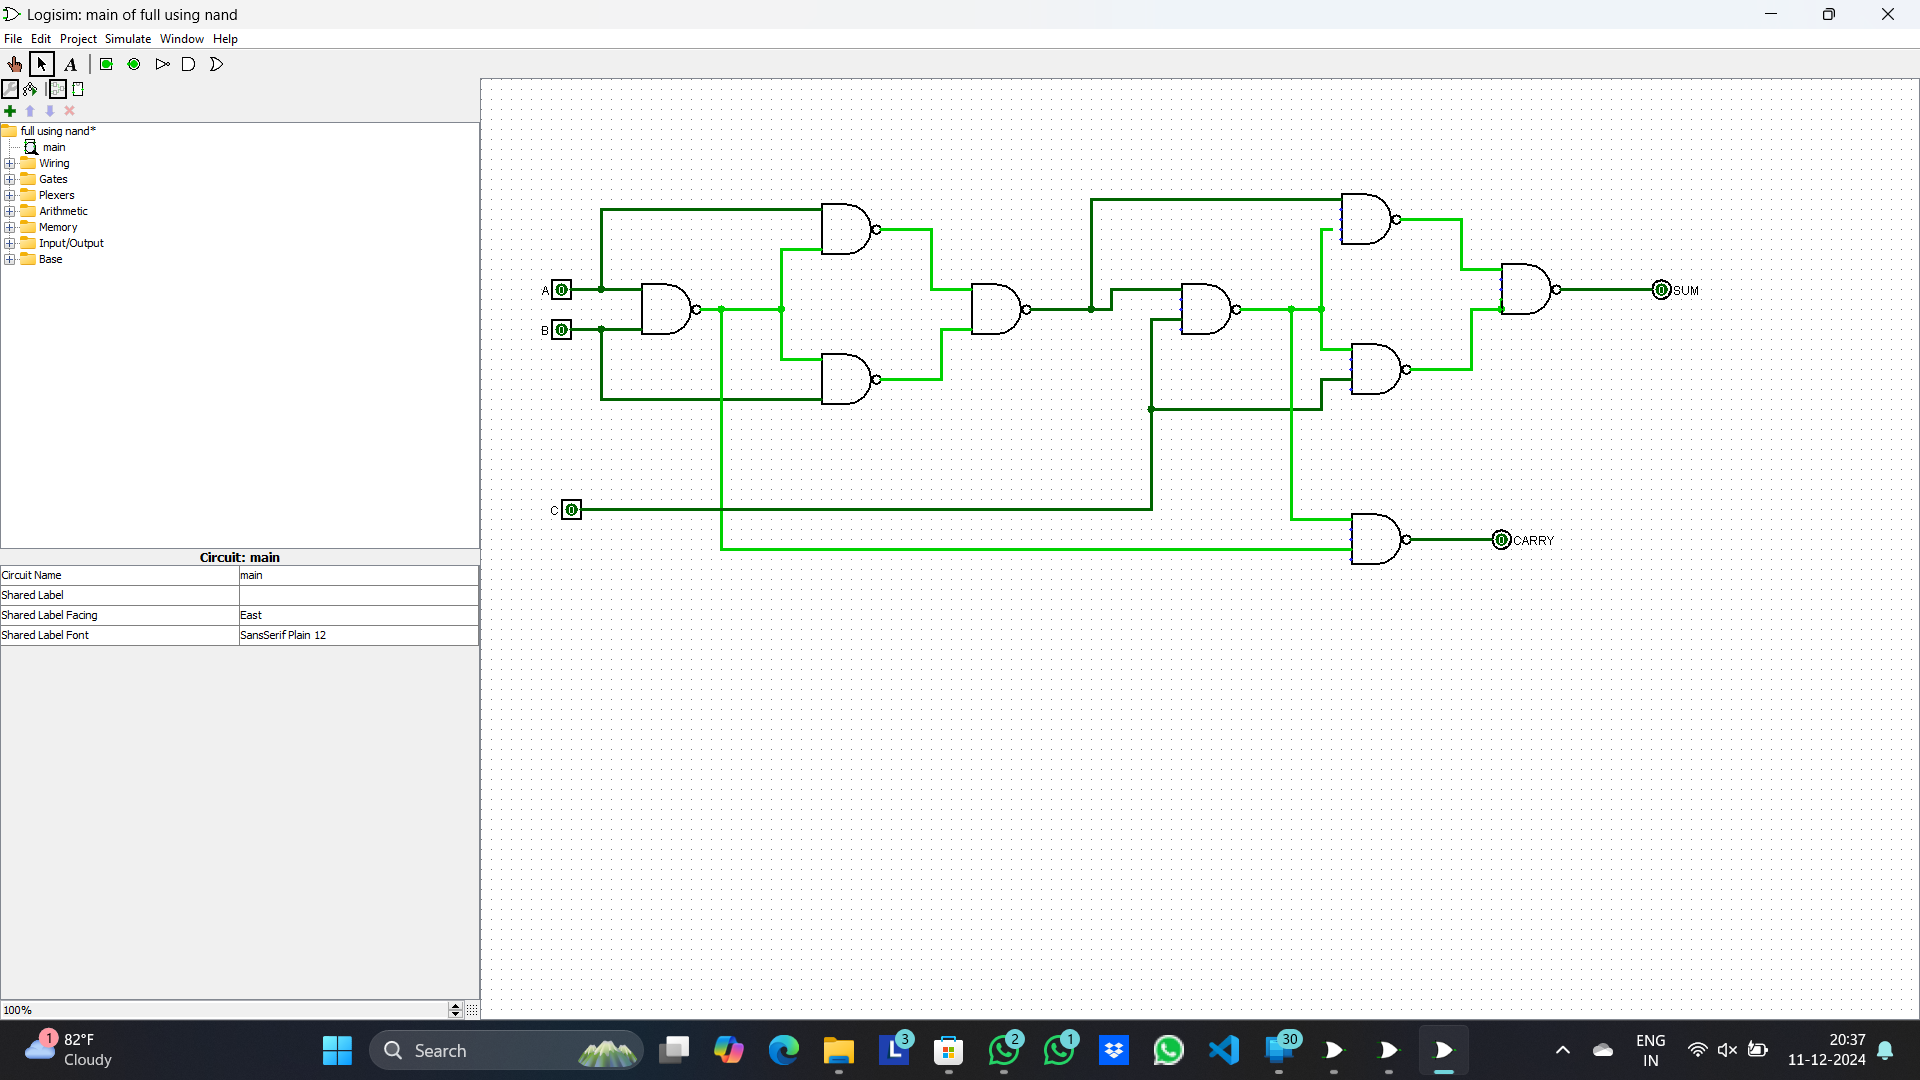 Logisim: main of full using nand
File Edit Project Simulate Window Help
A
full using nand*
main
Wiring
Gates
Plexers
Arithmetic
Memory
Input/Output
Base
A 0
B 0
C 0
0 SUM
0 CARRY
Circuit: main
Circuit Name main
Shared Label
Shared Label Facing East
Shared Label Font SansSerif Plain 12
100%
1 82°F
Cloudy
Search
L 3
2
1
30
ENG
IN
20:37
11-12-2024